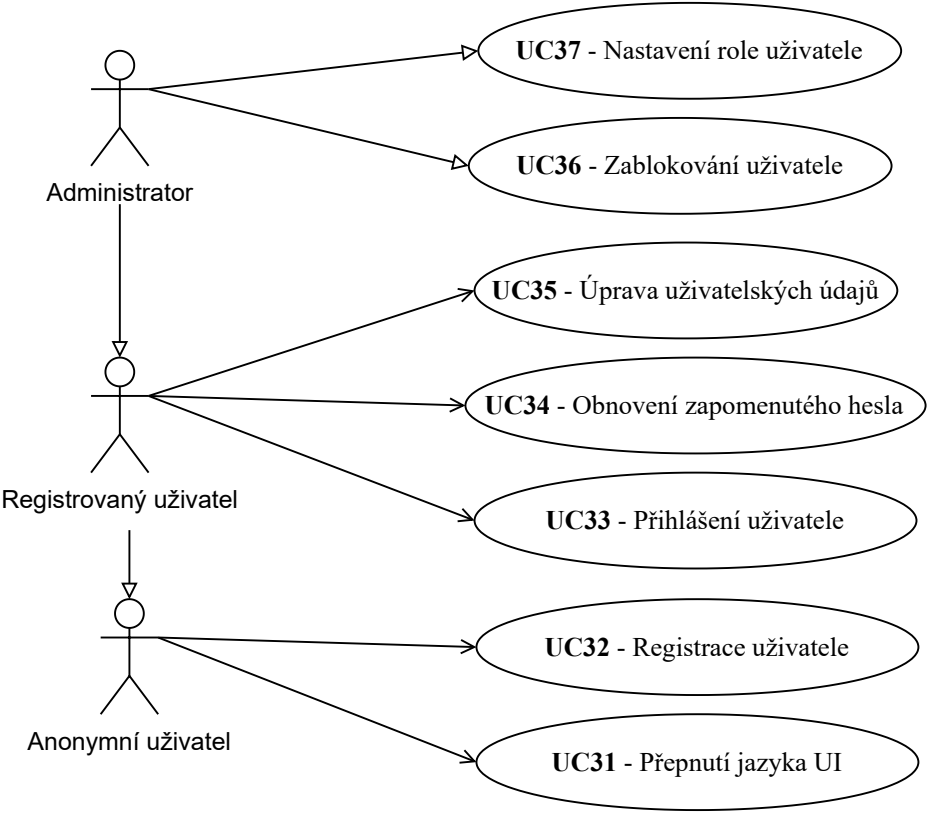 UC37 - Nastavení role uživatele
UC36 - Zablokování uživatele
Administrator
UC35 - Úprava uživatelských údajů
UC34 - Obnovení zapomenutého hesla
Registrovaný uživatel
UC33 - Přihlášení uživatele
UC32 - Registrace uživatele
Anonymní uživatel
UC31 - Přepnutí jazyka UI